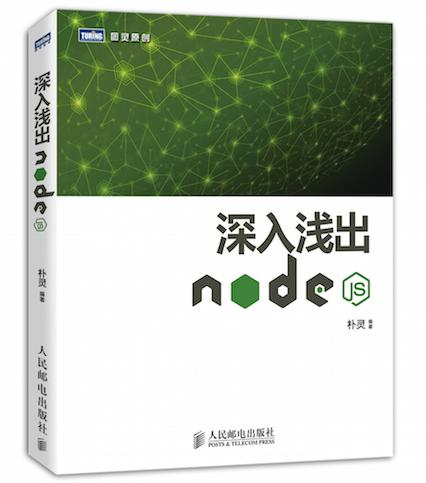 TURING 图灵原创
深入浅出
node
JS
朴灵 编著
人民邮电出版社
POSTS & TELECOM PRESS
TURING
深入浅出
node
JS
朴灵
编著
人民邮电出版社